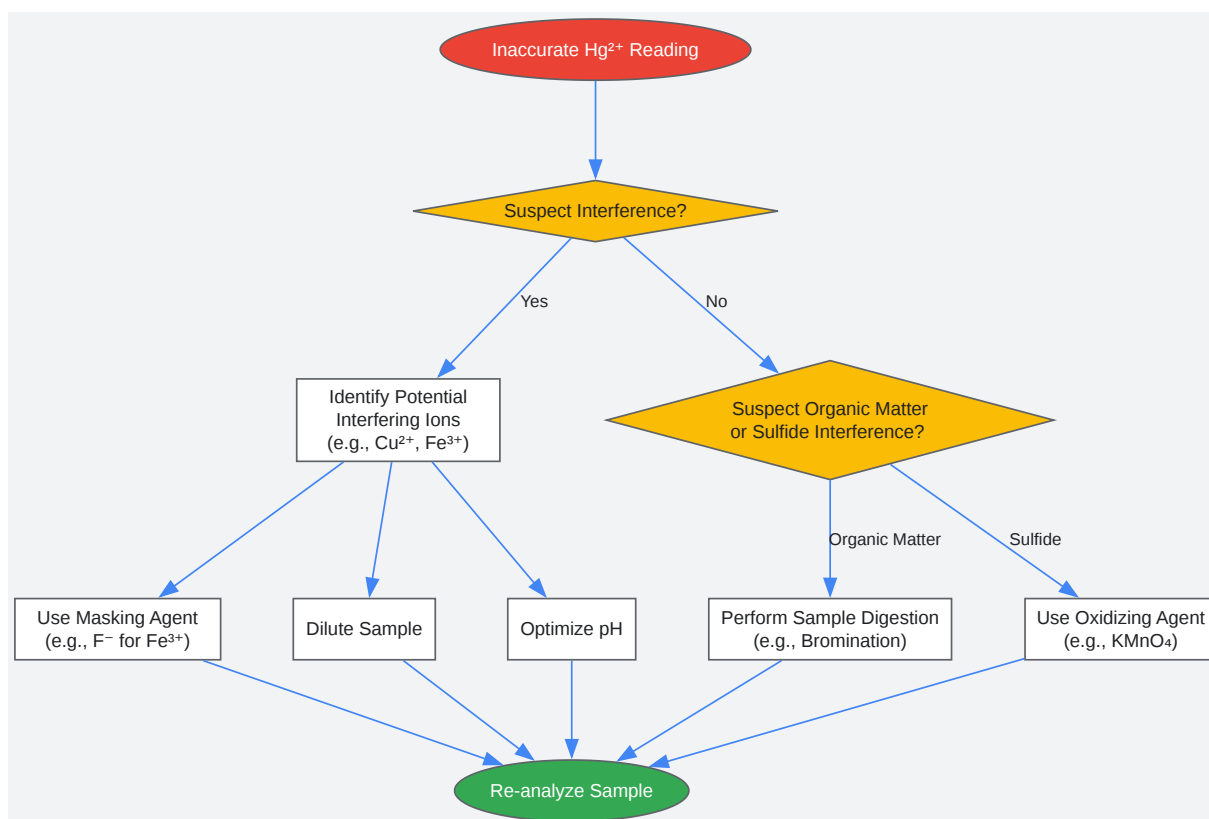 Inaccurate Hg²⁺ Reading
Suspect Interference?
Yes
No
Identify Potential
Interfering Ions
(e.g., Cu²⁺, Fe³⁺)
Suspect Organic Matter
or Sulfide Interference?
Organic Matter
Sulfide
Use Masking Agent
(e.g., F⁻ for Fe³⁺)
Dilute Sample
Optimize pH
Perform Sample Digestion
(e.g., Bromination)
Use Oxidizing Agent
(e.g., KMnO₄)
Re-analyze Sample